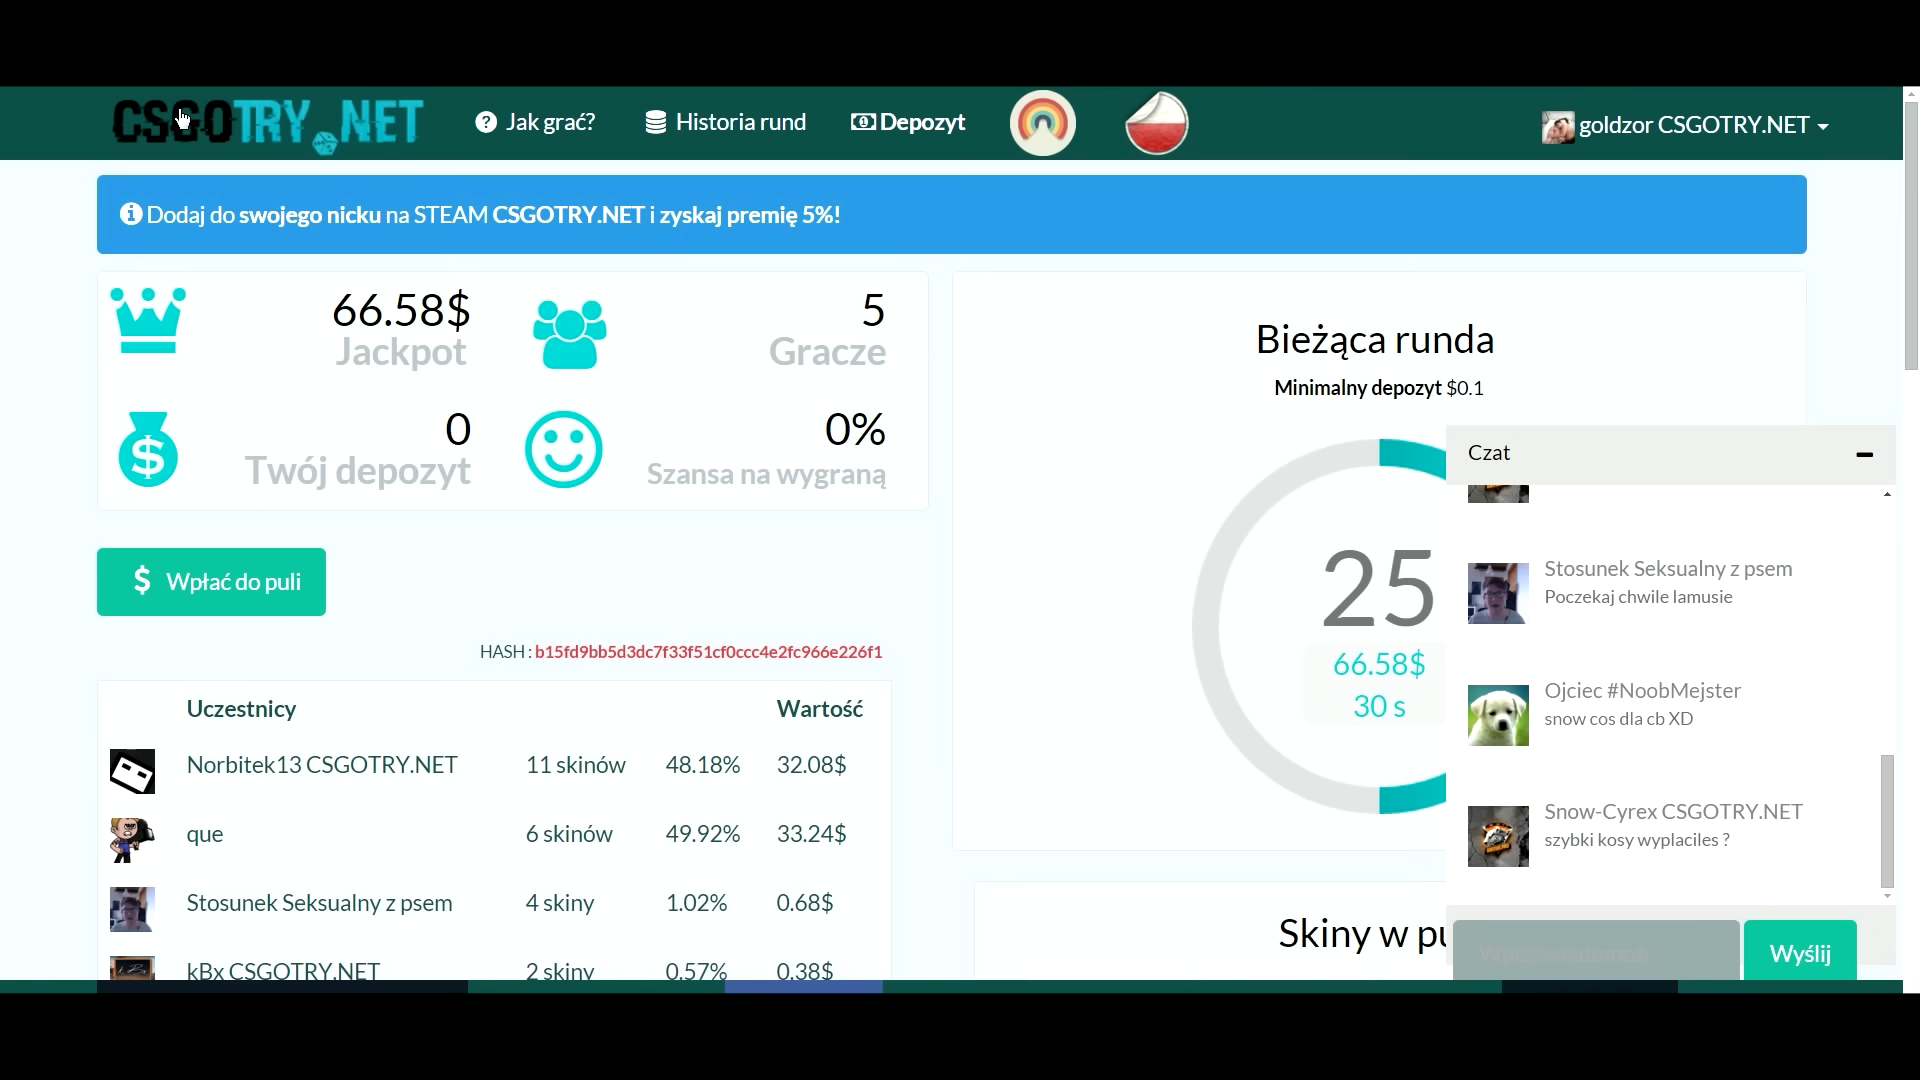 CSGOTRY.NET
Jak grać?
Historia rund
Depozyt
goldzor CSGOTRY.NET
Dodaj do swojego nicku na STEAM CSGOTRY.NET i zyskaj premię 5%!
66.58$
Jackpot
5
Gracze
0
Twój depozyt
0%
Szansa na wygraną
Wpłać do puli
HASH : b15fd9bb5d3dc7f33f51cf0ccc4e2fc966e226f1
Uczestnicy Wartość
Norbitek13 CSGOTRY.NET 11 skinów 48.18% 32.08$
que 6 skinów 49.92% 33.24$
Stosunek Seksualny z psem 4 skiny 1.02% 0.68$
kBx CSGOTRY.NET 2 skiny 0.57% 0.38$
Bieżąca runda
Minimalny depozyt $0.1
25
66.58$
30 s
Skiny w pu
Czat
Stosunek Seksualny z psem
Poczekaj chwile lamusie
Ojciec #NoobMejster
snow cos dla cb XD
Snow-Cyrex CSGOTRY.NET
szybki kosy wyplaciles ?
Wyślij